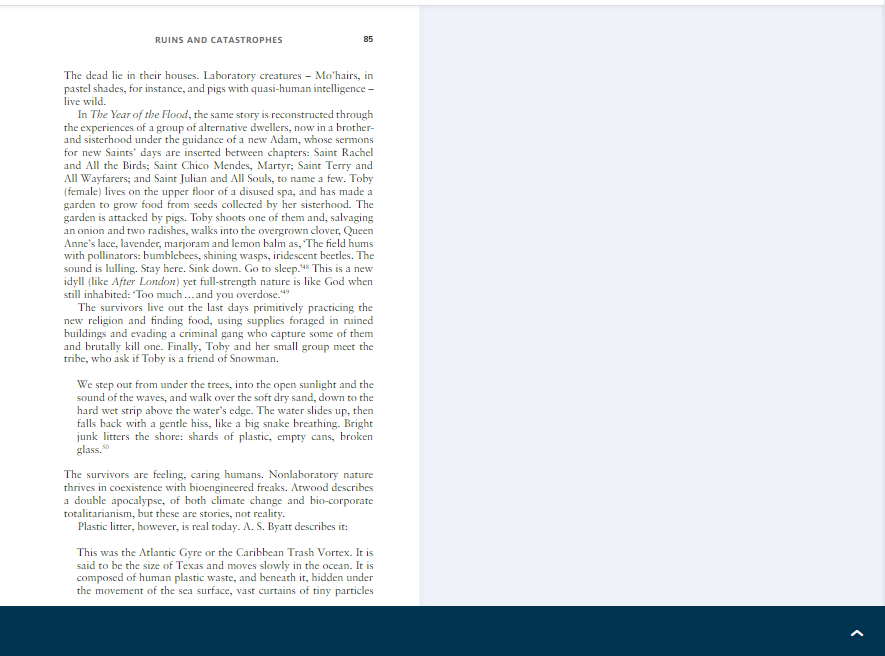 RUINS AND CATASTROPHES 85
The dead lie in their houses. Laboratory creatures – Mo'hairs, in
pastel shades, for instance, and pigs with quasi-human intelligence –
live wild.
In The Year of the Flood, the same story is reconstructed through
the experiences of a group of alternative dwellers, now in a brother-
and sisterhood under the guidance of a new Adam, whose sermons
for new Saints' days are inserted between chapters: Saint Rachel
and All the Birds; Saint Chico Mendes, Martyr; Saint Terry and
All Wayfarers; and Saint Julian and All Souls, to name a few. Toby
(female) lives on the upper floor of a disused spa, and has made a
garden to grow food from seeds collected by her sisterhood. The
garden is attacked by pigs. Toby shoots one of them and, salvaging
an onion and two radishes, walks into the overgrown clover, Queen
Anne's lace, lavender, marjoram and lemon balm as, 'The field hums
with pollinators: bumblebees, shining wasps, iridescent beetles. The
sound is lulling. Stay here. Sink down. Go to sleep.'48 This is a new
idyll (like After London) yet full-strength nature is like God when
still inhabited: 'Too much ... and you overdose.'49
The survivors live out the last days primitively practicing the
new religion and finding food, using supplies foraged in ruined
buildings and evading a criminal gang who capture some of them
and brutally kill one. Finally, Toby and her small group meet the
tribe, who ask if Toby is a friend of Snowman.
We step out from under the trees, into the open sunlight and the
sound of the waves, and walk over the soft dry sand, down to the
hard wet strip above the water's edge. The water slides up, then
falls back with a gentle hiss, like a big snake breathing. Bright
junk litters the shore: shards of plastic, empty cans, broken
glass.50
The survivors are feeling, caring humans. Nonlaboratory nature
thrives in coexistence with bioengineered freaks. Atwood describes
a double apocalypse, of both climate change and bio-corporate
totalitarianism, but these are stories, not reality.
Plastic litter, however, is real today. A. S. Byatt describes it:
This was the Atlantic Gyre or the Caribbean Trash Vortex. It is
said to be the size of Texas and moves slowly in the ocean. It is
composed of human plastic waste, and beneath it, hidden under
the movement of the sea surface, vast curtains of tiny particles